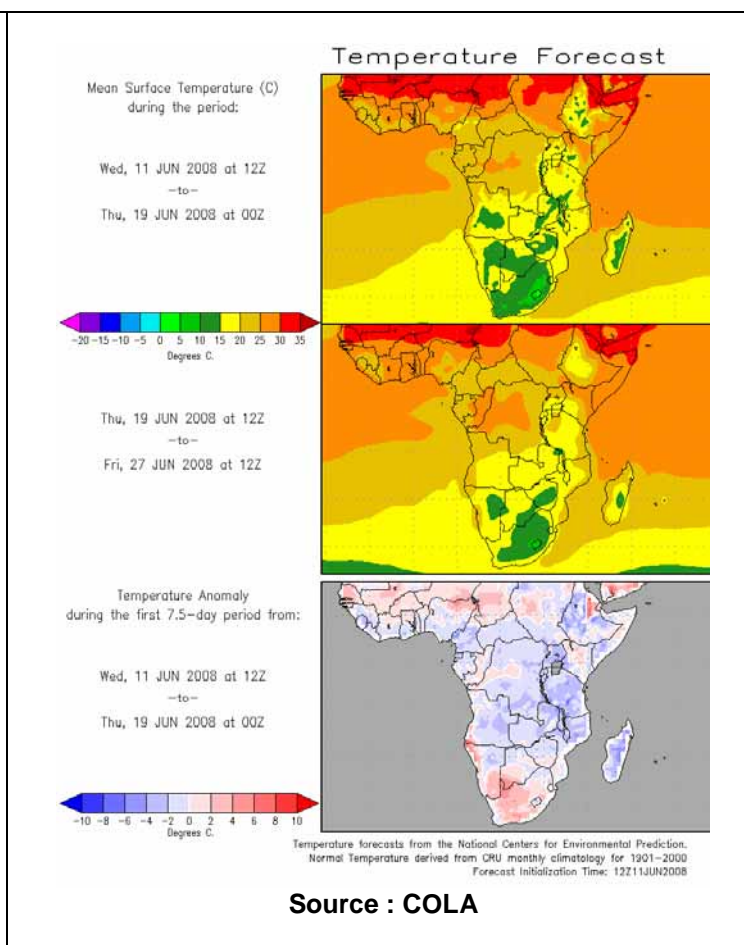 Temperature Forecast
Mean Surface Temperature (C)
during the period:
Wed, 11 JUN 2008 at 12Z
-to-
Thu, 19 JUN 2008 at 00Z
-20 -15 -10 -5 0 5 10 15 20 25 30 35
Degrees C.
Thu, 19 JUN 2008 at 12Z
-to-
Fri, 27 JUN 2008 at 12Z
Temperature Anomaly
during the first 7.5-day period from:
Wed, 11 JUN 2008 at 12Z
-to-
Thu, 19 JUN 2008 at 00Z
-10 -8 -6 -4 -2 0 2 4 6 8 10
Degrees C.
Temperature forecasts from the National Centers for Environmental Prediction.
Normal Temperature derived from CRU monthly climatology for 1901-2000
Forecast Initialization Time: 12Z11JUN2008
Source : COLA